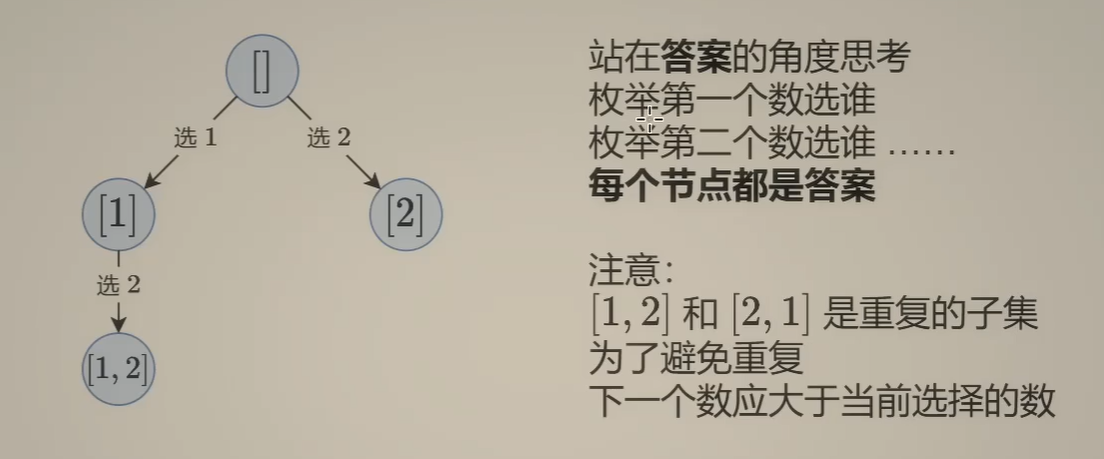 []
选 1
选 2
[1]
[2]
选 2
[1, 2]
站在答案的角度思考
枚举第一个数选谁
枚举第二个数选谁 ……
每个节点都是答案
注意：
[1, 2] 和 [2, 1] 是重复的子集
为了避免重复
下一个数应大于当前选择的数